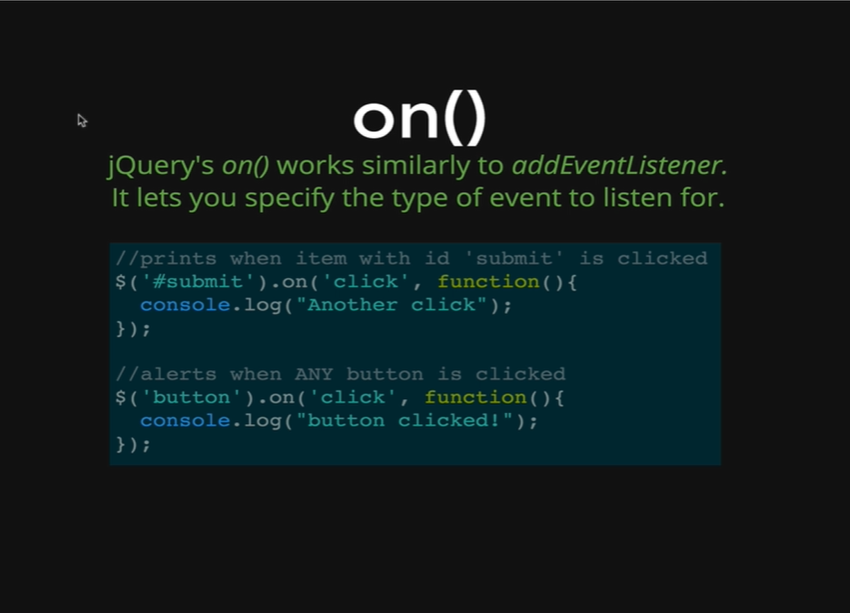 on()
jQuery's on() works similarly to addEventListener.
It lets you specify the type of event to listen for.
//prints when item with id 'submit' is clicked
$('#submit').on('click', function(){
  console.log("Another click");
});
//alerts when ANY button is clicked
$('button').on('click', function(){
  console.log("button clicked!");
});